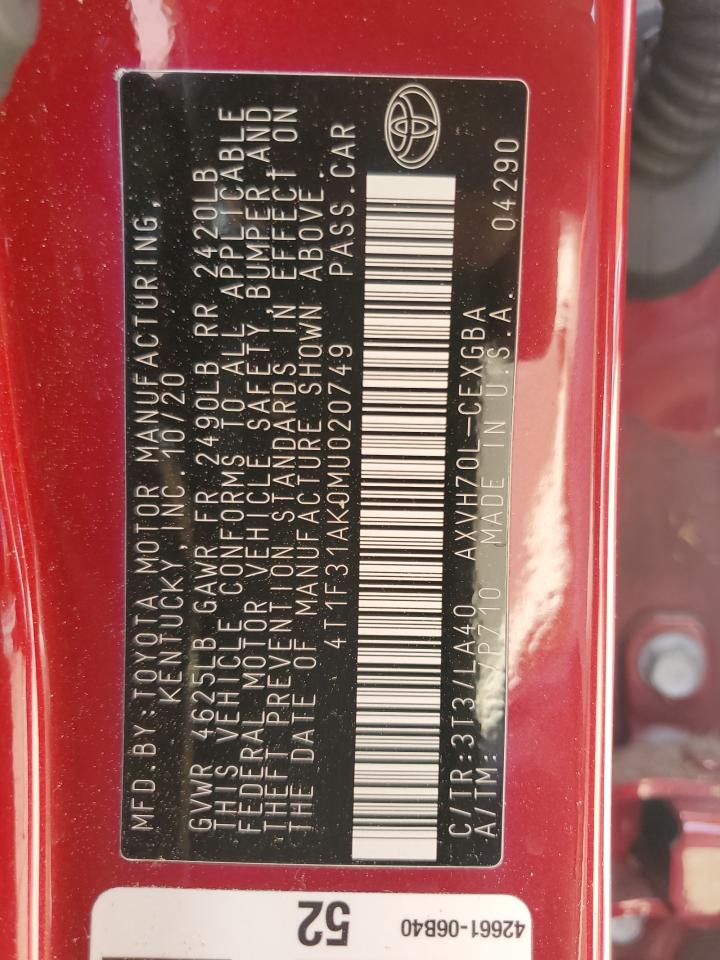 MFD.BY:TOYOTA MOTOR MANUFACTURING,
KENTUCKY,INC.10/20
GVWR 4625LB GAWR FR 2490LB RR 2420LB
THIS VEHICLE CONFORMS TO ALL APPLICABLE
FEDERAL MOTOR VEHICLE SAFETY,BUMPER,AND
THEFT PREVENTION STANDARDS IN EFFECT ON
THE DATE OF MANUFACTURE SHOWN ABOVE.
4T1F31AK0MU020749 PASS.CAR
C/TR:3T3/LA40 AXVH70L-CEXGBA
A/TM: /P710 MADE IN U.S.A. 04290
52
42661-06B40